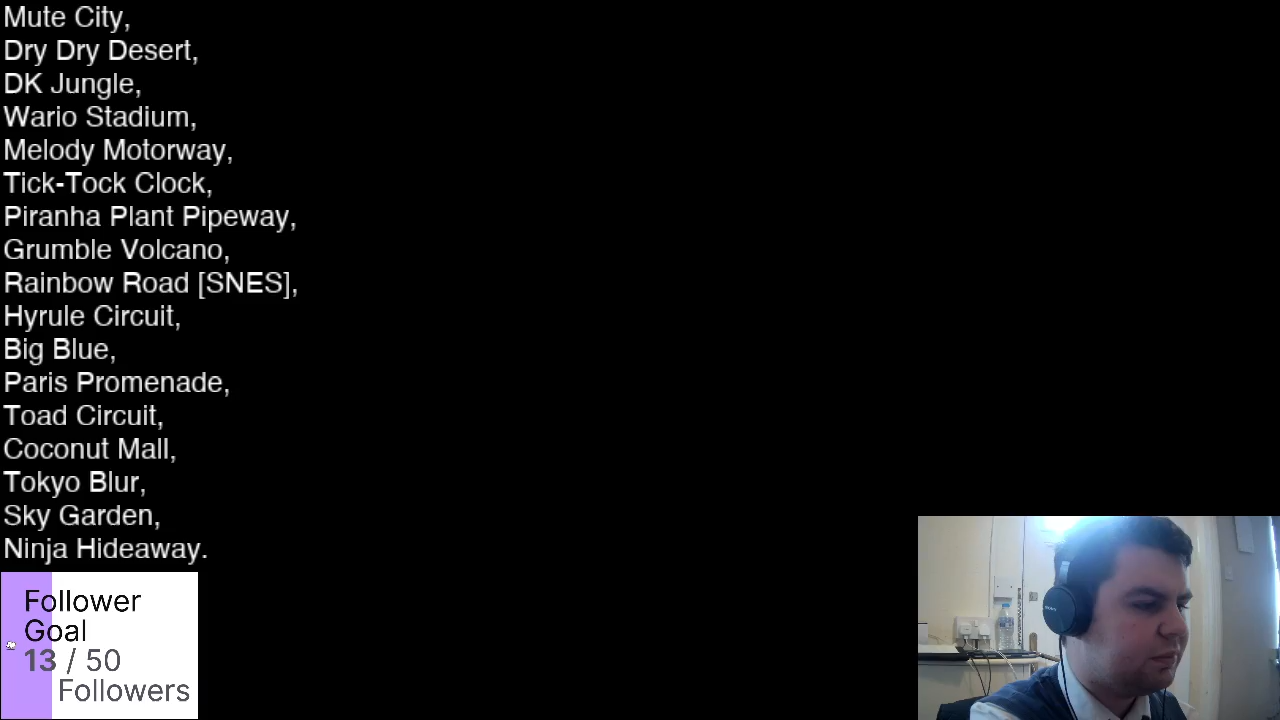 Mute City,
Dry Dry Desert,
DK Jungle,
Wario Stadium,
Melody Motorway,
Tick-Tock Clock,
Piranha Plant Pipeway,
Grumble Volcano,
Rainbow Road [SNES],
Hyrule Circuit,
Big Blue,
Paris Promenade,
Toad Circuit,
Coconut Mall,
Tokyo Blur,
Sky Garden,
Ninja Hideaway.
Follower
Goal
13 / 50
Followers